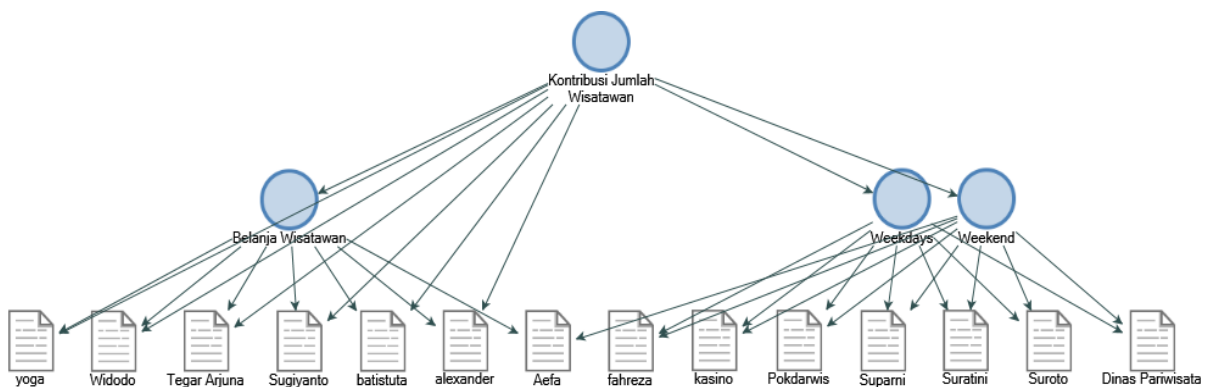 Kontribusi Jumlah
Wisatawan
Belanja Wisatawan
Weekdays
Weekend
yoga
Widodo
Tegar Arjuna
Sugiyanto
batistuta
alexander
Aefa
fahreza
kasino
Pokdarwis
Suparni
Suratini
Suroto
Dinas Pariwisata